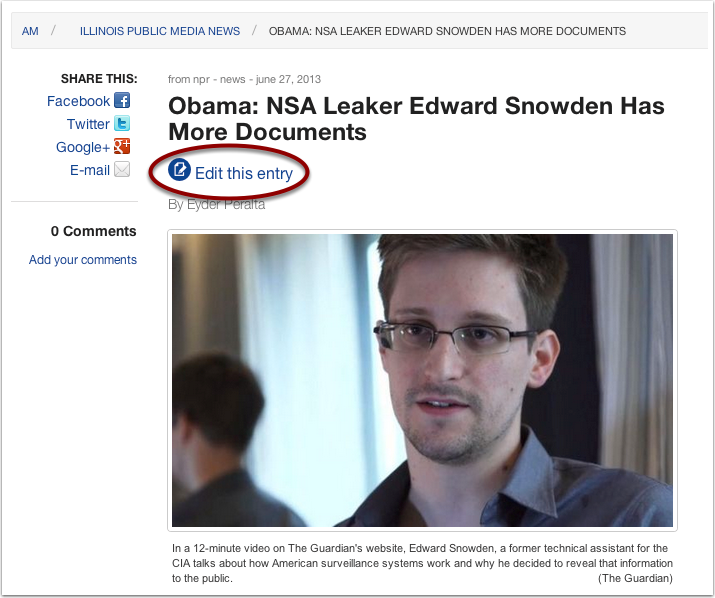 AM / ILLINOIS PUBLIC MEDIA NEWS / OBAMA: NSA LEAKER EDWARD SNOWDEN HAS MORE DOCUMENTS
SHARE THIS:
Facebook
Twitter
Google+
E-mail
0 Comments
Add your comments
from npr - news - june 27, 2013
Obama: NSA Leaker Edward Snowden Has
More Documents
Edit this entry
By Eyder Peralta
In a 12-minute video on The Guardian's website, Edward Snowden, a former technical assistant for the
CIA talks about how American surveillance systems work and why he decided to reveal that information
to the public. (The Guardian)